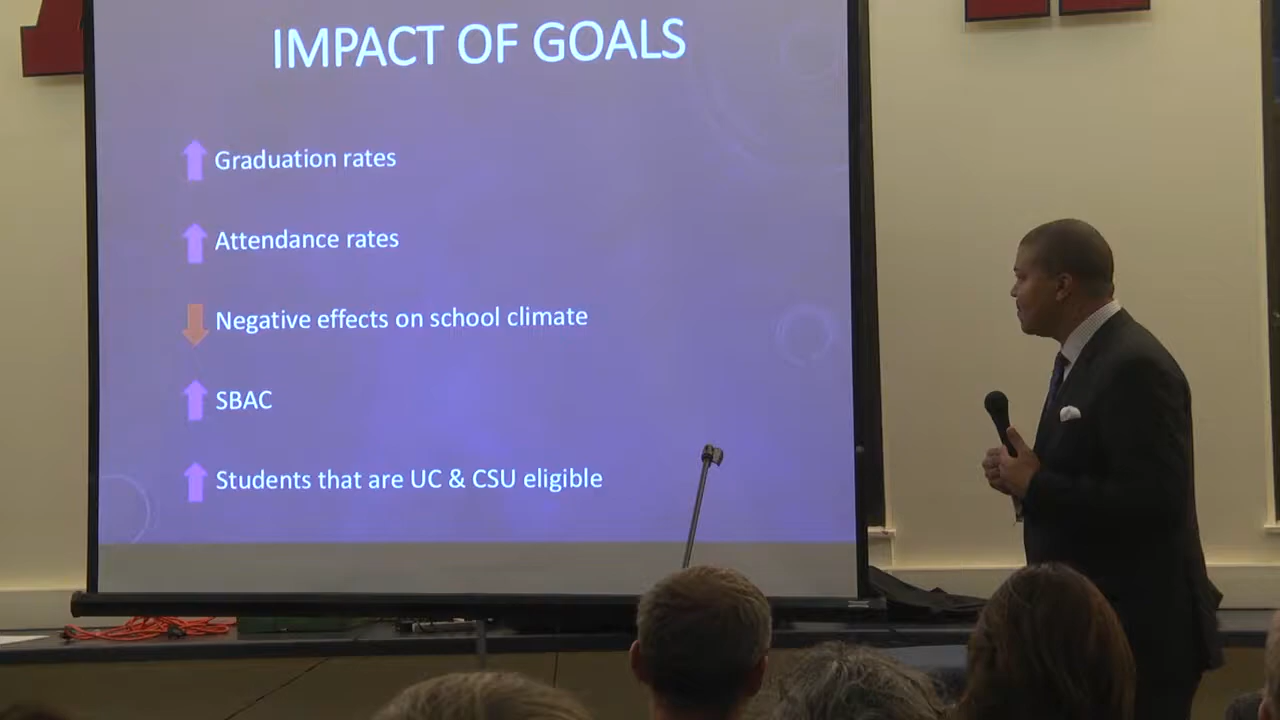 IMPACT OF GOALS
Graduation rates
Attendance rates
Negative effects on school climate
SBAC
Students that are UC & CSU eligible